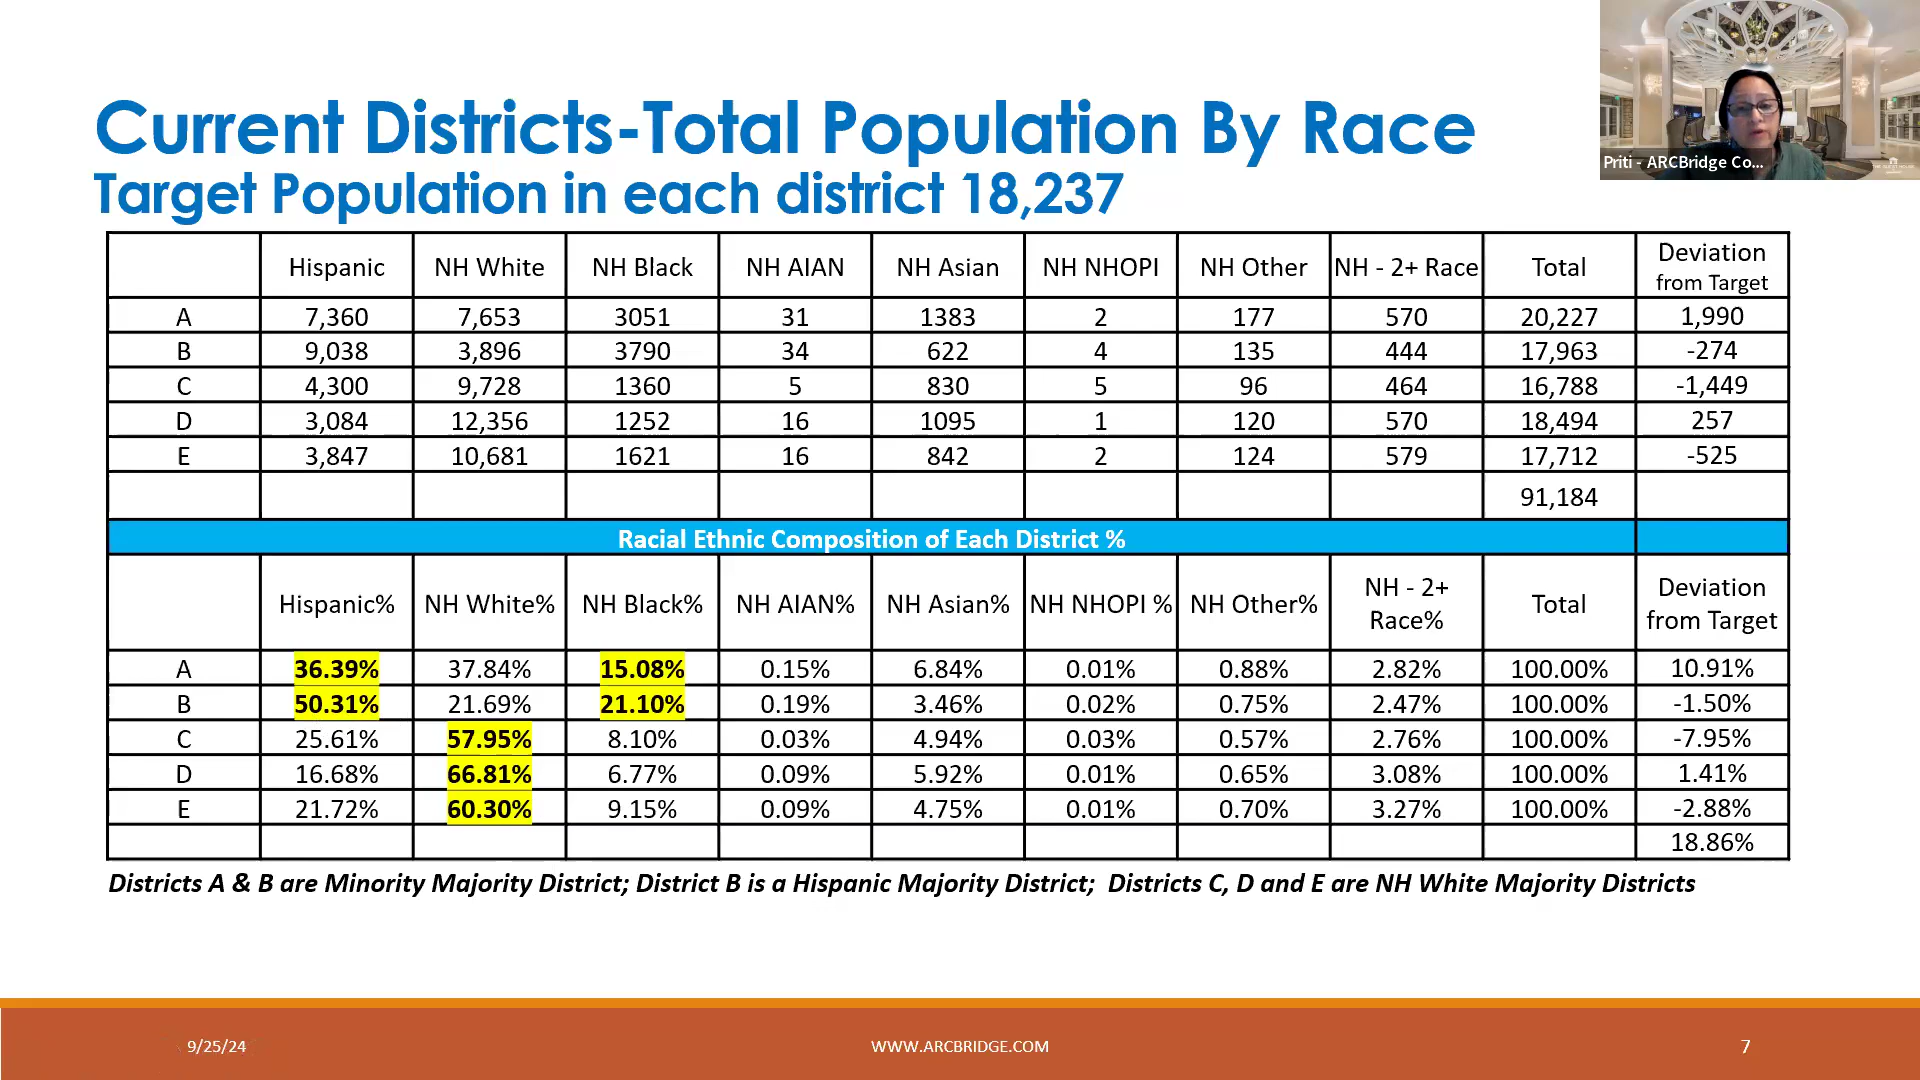 Current Districts-Total Population By Race
Target Population in each district 18,237
Priti - ARCBridge Co...
Hispanic NH White NH Black NH AIAN NH Asian NH NHOPI NH Other NH - 2+ Race Total Deviation from Target
A 7,360 7,653 3051 31 1383 2 177 570 20,227 1,990
B 9,038 3,896 3790 34 622 4 135 444 17,963 -274
C 4,300 9,728 1360 5 830 5 96 464 16,788 -1,449
D 3,084 12,356 1252 16 1095 1 120 570 18,494 257
E 3,847 10,681 1621 16 842 2 124 579 17,712 -525
91,184
Racial Ethnic Composition of Each District %
Hispanic% NH White% NH Black% NH AIAN% NH Asian% NH NHOPI % NH Other% NH - 2+ Race% Total Deviation from Target
A 36.39% 37.84% 15.08% 0.15% 6.84% 0.01% 0.88% 2.82% 100.00% 10.91%
B 50.31% 21.69% 21.10% 0.19% 3.46% 0.02% 0.75% 2.47% 100.00% -1.50%
C 25.61% 57.95% 8.10% 0.03% 4.94% 0.03% 0.57% 2.76% 100.00% -7.95%
D 16.68% 66.81% 6.77% 0.09% 5.92% 0.01% 0.65% 3.08% 100.00% 1.41%
E 21.72% 60.30% 9.15% 0.09% 4.75% 0.01% 0.70% 3.27% 100.00% -2.88%
18.86%
Districts A & B are Minority Majority District; District B is a Hispanic Majority District; Districts C, D and E are NH White Majority Districts
9/25/24 WWW.ARCBRIDGE.COM 7